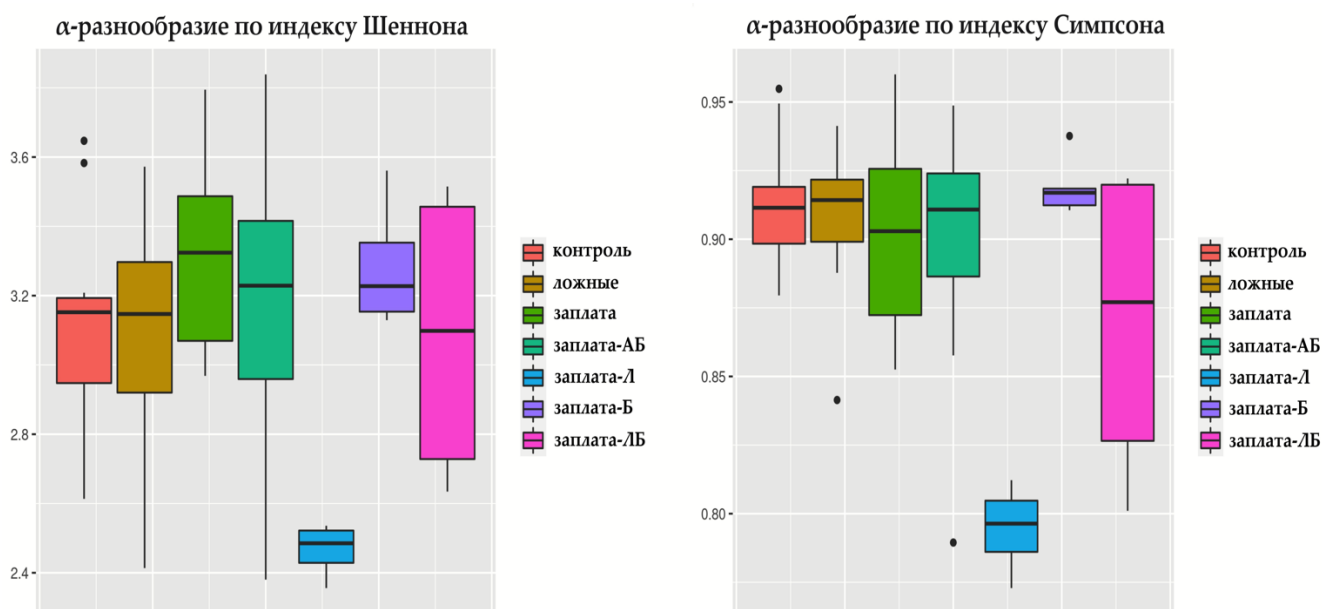 α-разнообразие по индексу Шеннона
3.6
3.2
2.8
2.4
контроль
ложные
заплата
заплата-АБ
заплата-Л
заплата-Б
заплата-ЛБ
α-разнообразие по индексу Симпсона
0.95
0.90
0.85
0.80
контроль
ложные
заплата
заплата-АБ
заплата-Л
заплата-Б
заплата-ЛБ